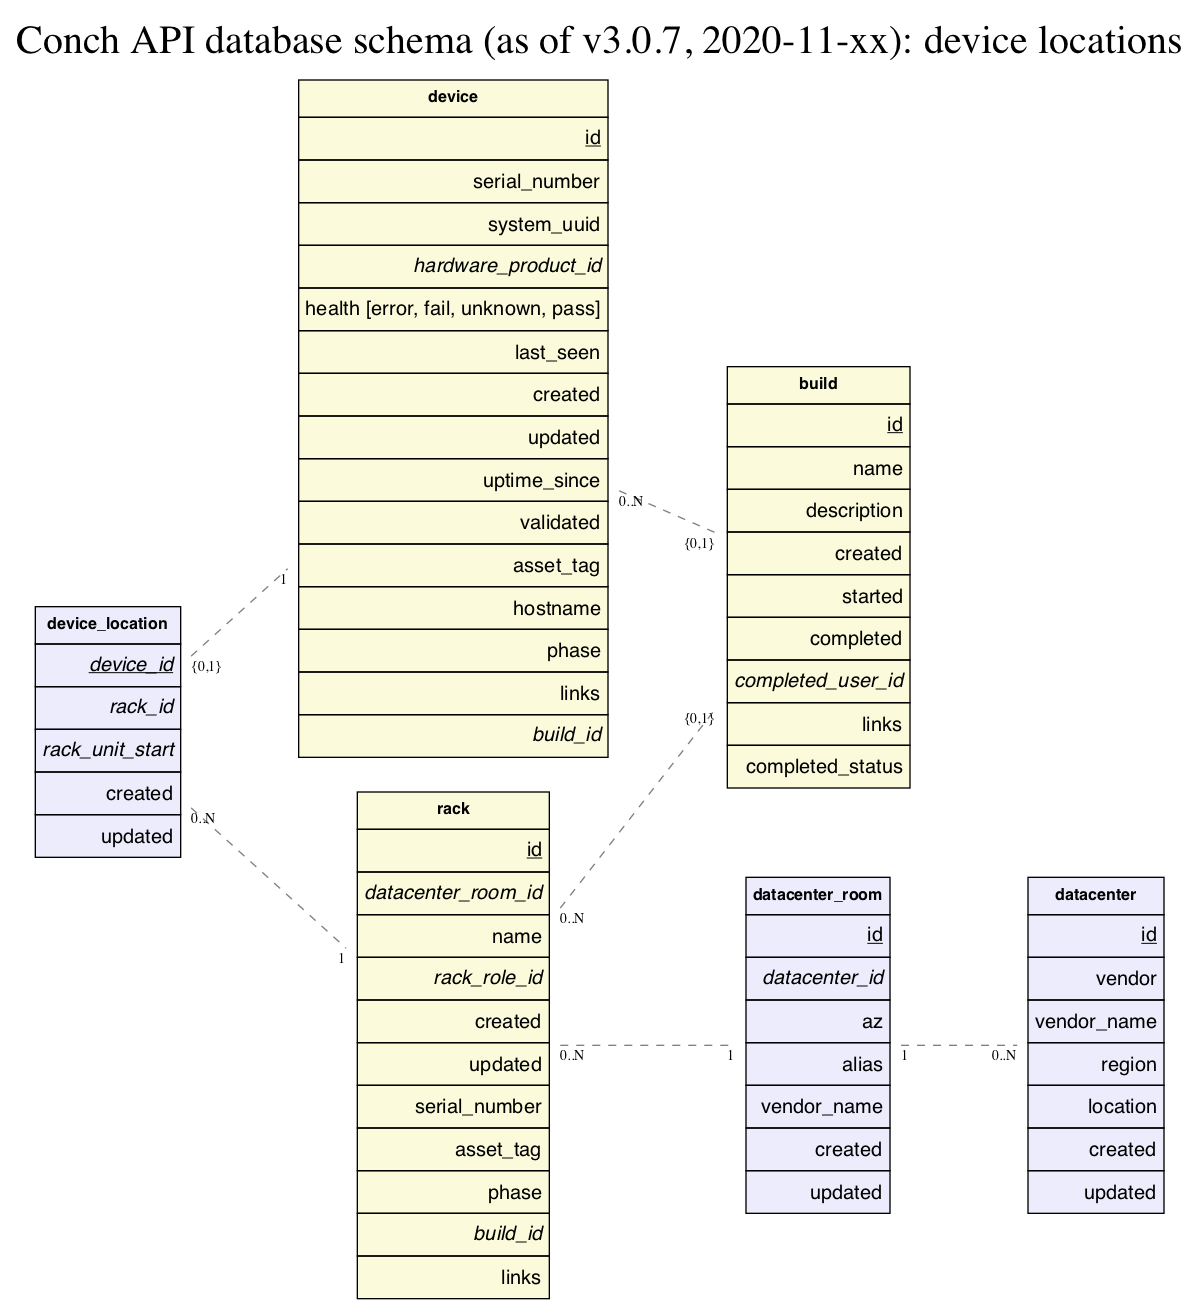 Conch API database schema (as of v3.0.7, 2020-11-xx): device locations
device
id
serial_number
system_uuid
hardware_product_id
health [error, fail, unknown, pass]
last_seen
created
updated
uptime_since
validated
asset_tag
hostname
phase
links
build_id
0..N
{0,1}
build
id
name
description
created
started
completed
completed_user_id
links
completed_status
1
{0,1}
device_location
device_id
rack_id
rack_unit_start
created
updated
0..N
1
{0,1}
0..N
rack
id
datacenter_room_id
name
rack_role_id
created
updated
serial_number
asset_tag
phase
build_id
links
0..N
1
datacenter_room
id
datacenter_id
az
alias
vendor_name
created
updated
1
0..N
datacenter
id
vendor
vendor_name
region
location
created
updated